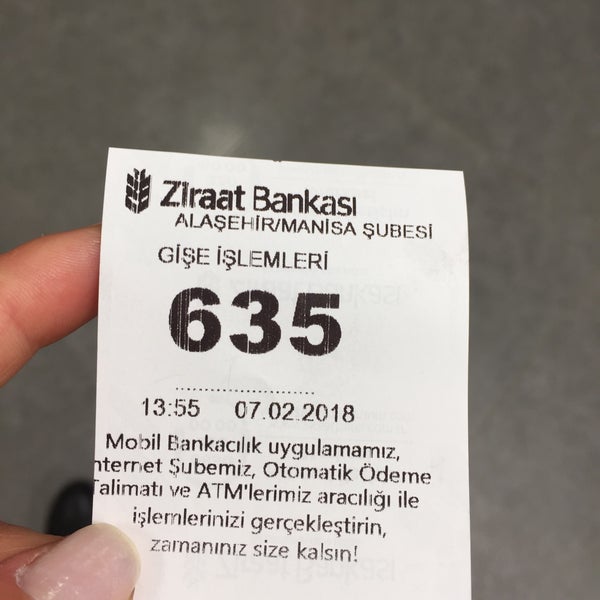 Ziraat Bankası
ALAŞEHİR/MANİSA ŞUBESİ
GİŞE İŞLEMLERİ
635
13:55 07.02.2018
Mobil Bankacılık uygulamamız,
nternet Şubemiz, Otomatik Ödeme
Talimatı ve ATM'lerimiz aracılığı ile
işlemlerinizi gerçekleştirin,
zamanınız size kalsın!